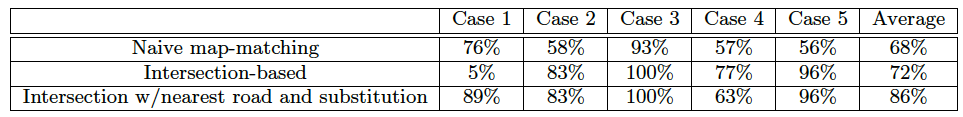 Case 1 Case 2 Case 3 Case 4 Case 5 Average
Naive map-matching 76% 58% 93% 57% 56% 68%
Intersection-based 5% 83% 100% 77% 96% 72%
Intersection w/nearest road and substitution 89% 83% 100% 63% 96% 86%